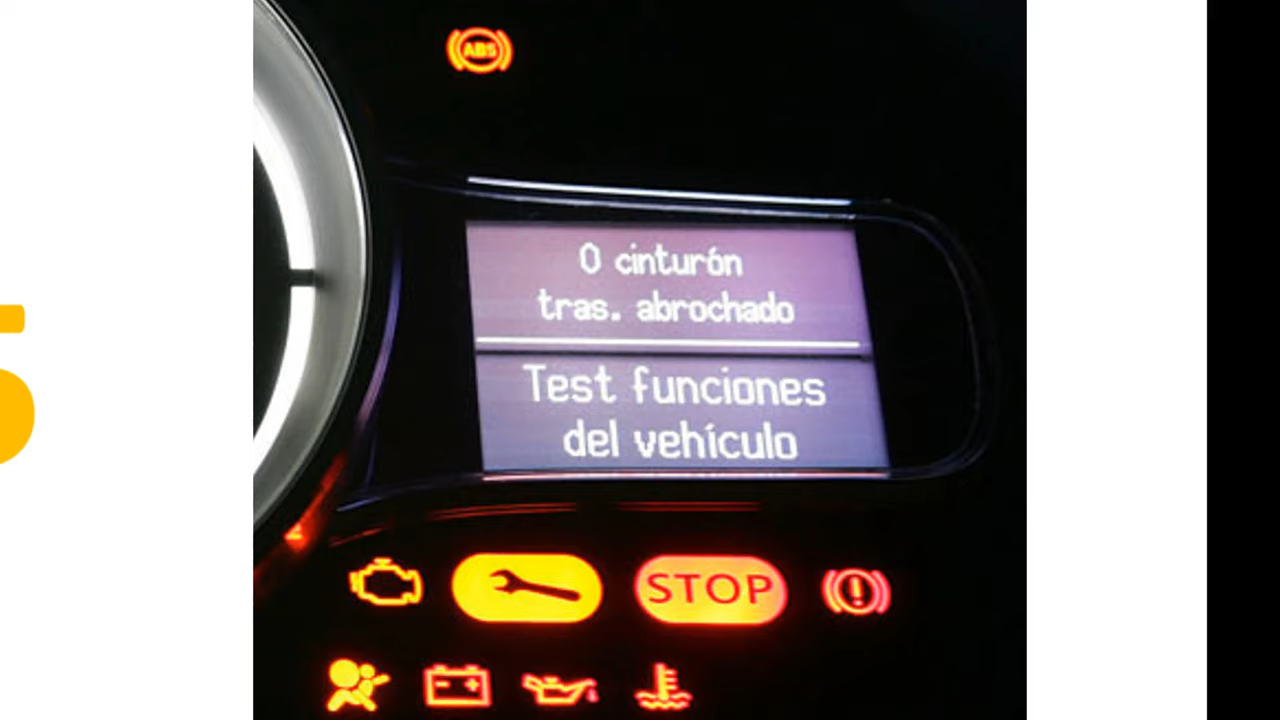 ABS
0 cinturón
tras. abrochado
Test funciones
del vehículo
STOP